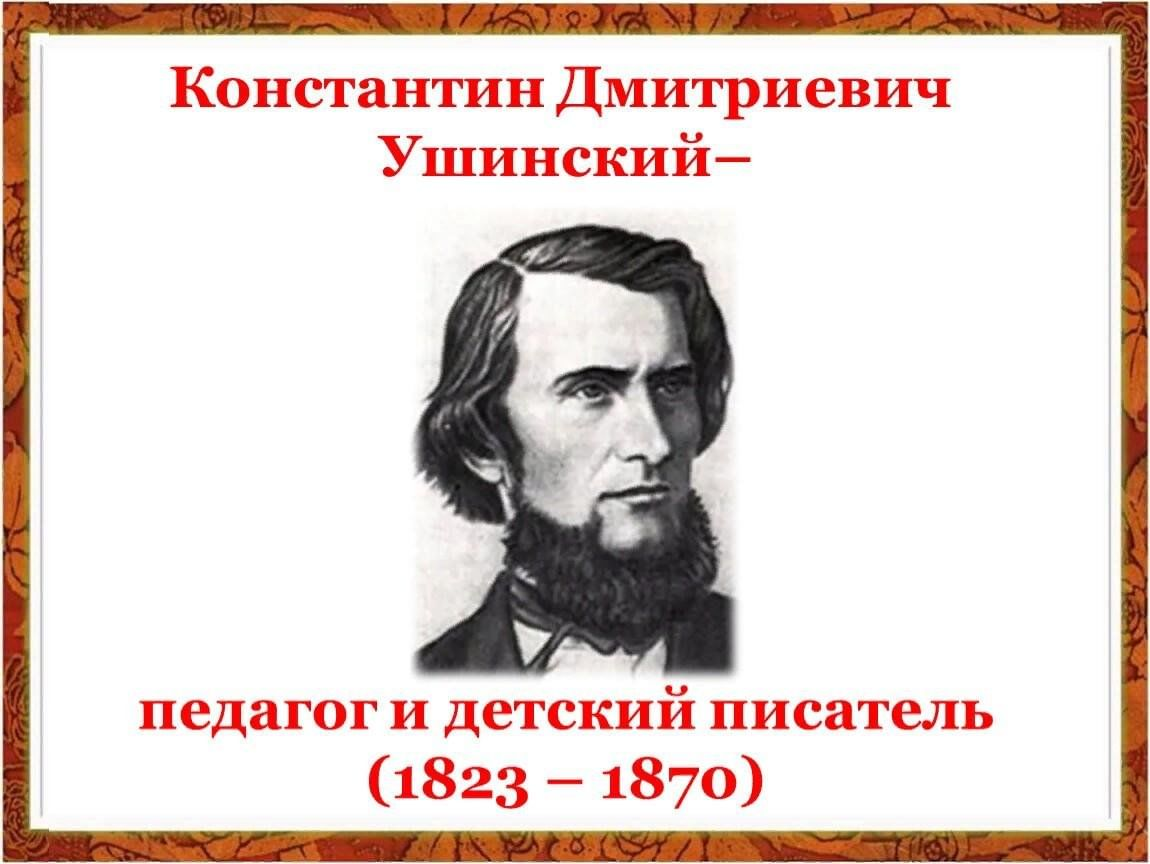 Константин Дмитриевич
Ушинский–
педагог и детский писатель
(1823 – 1870)